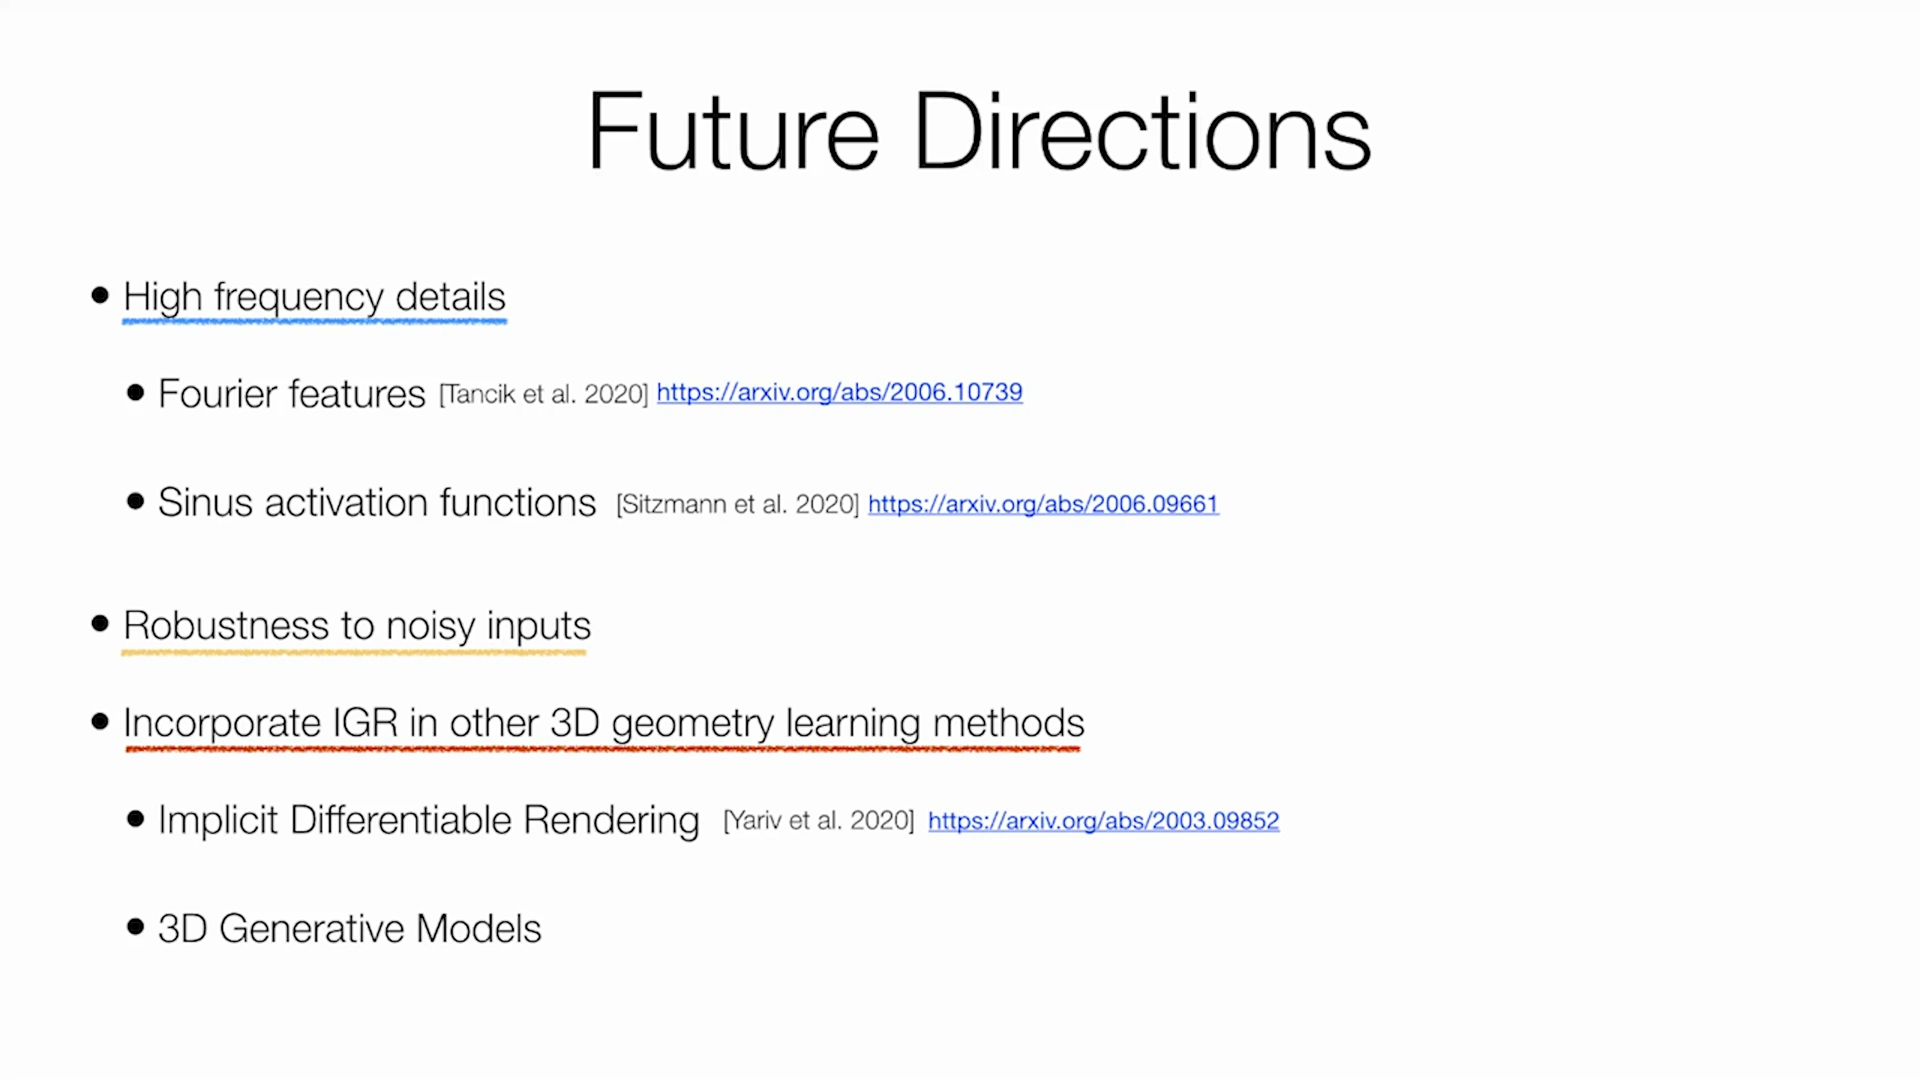 Future Directions
• High frequency details
• Fourier features [Tancik et al. 2020] https://arxiv.org/abs/2006.10739
• Sinus activation functions [Sitzmann et al. 2020] https://arxiv.org/abs/2006.09661
• Robustness to noisy inputs
• Incorporate IGR in other 3D geometry learning methods
• Implicit Differentiable Rendering [Yariv et al. 2020] https://arxiv.org/abs/2003.09852
• 3D Generative Models